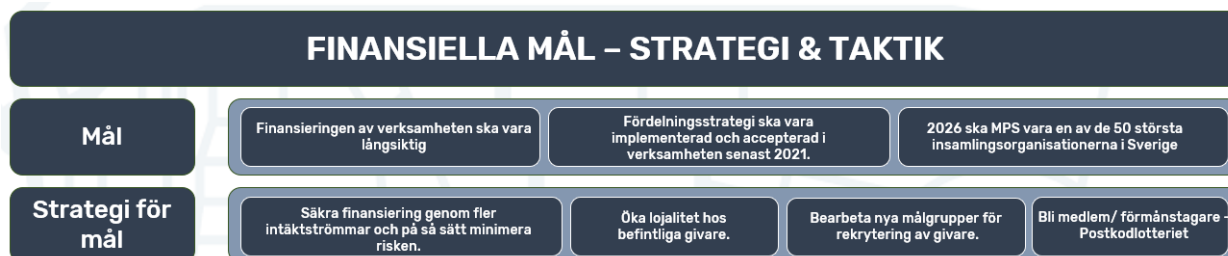 FINANSIELLA MÅL – STRATEGI & TAKTIK
Mål
Finansieringen av verksamheten ska vara
långsiktig
Fördelningsstrategi ska vara
implementerad och accepterad i
verksamheten senast 2021.
2026 ska MPS vara en av de 50 största
insamlingsorganisationerna i Sverige
Strategi för
mål
Säkra finansiering genom fler
intäktströmmar och på så sätt minimera
risken.
Öka lojalitet hos
befintliga givare.
Bearbeta nya målgrupper för
rekrytering av givare.
Bli medlem/ förmånstagare -
Postkodlotteriet